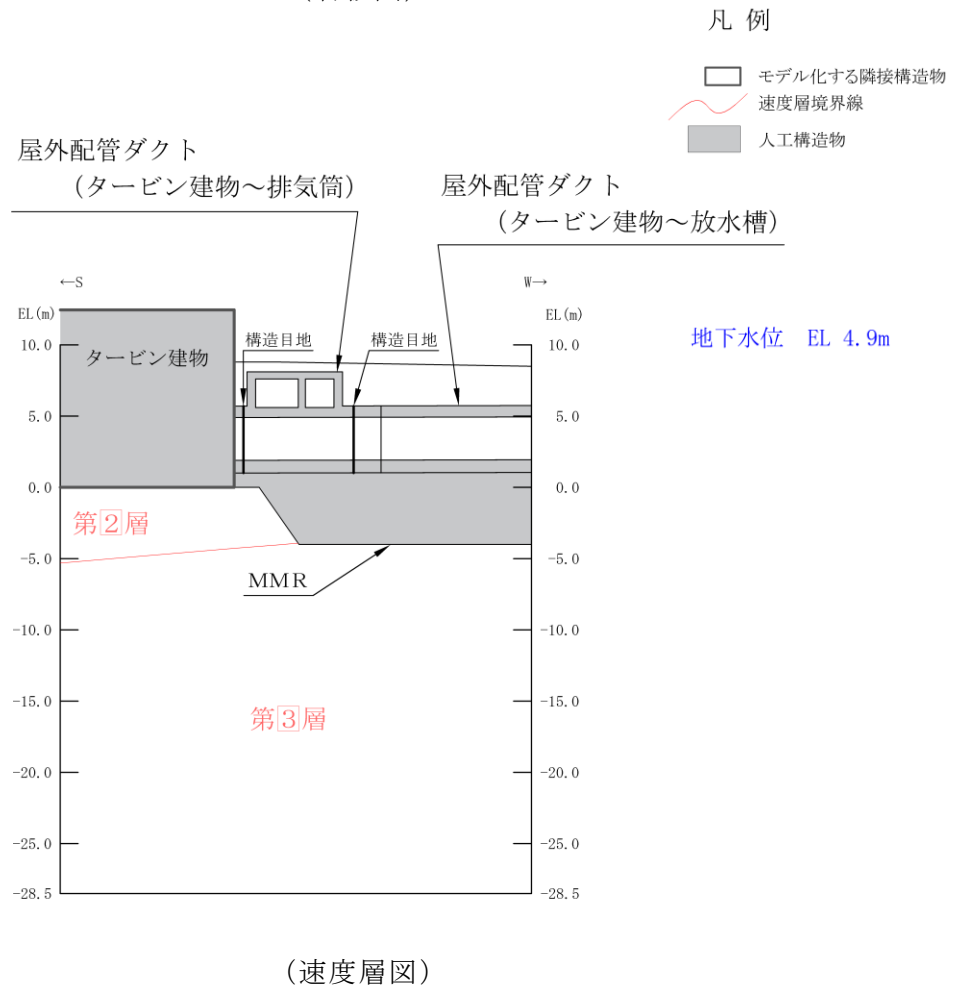 凡 例
モデル化する隣接構造物
速度層境界線
人工構造物
屋外配管ダクト
(タービン建物～排気筒)
屋外配管ダクト
(タービン建物～放水槽)
←S
W→
EL(m)
EL(m)
地下水位 EL 4.9m
構造目地
構造目地
タービン建物
10.0
10.0
5.0
5.0
0.0
0.0
第2層
-5.0
-5.0
MMR
-10.0
-10.0
-15.0
-15.0
第3層
-20.0
-20.0
-25.0
-25.0
-28.5
-28.5
(速度層図)